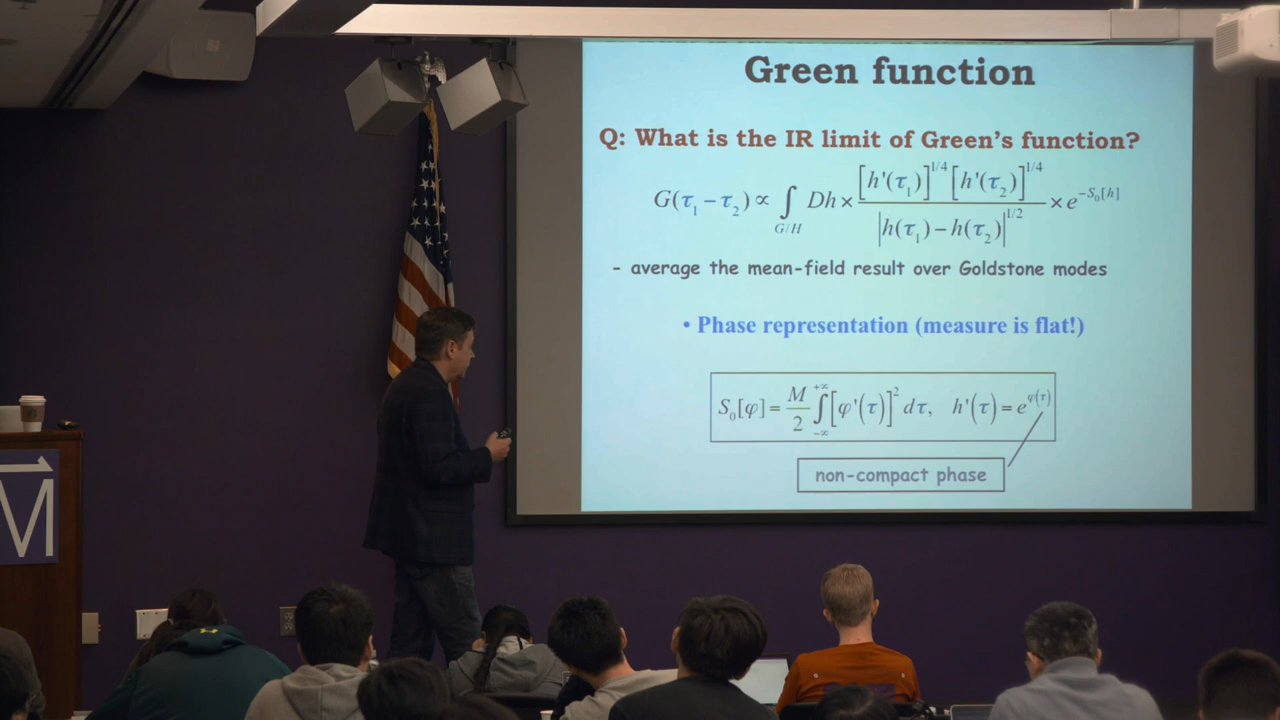 Green function
Q: What is the IR limit of Green's function?
G(τ₁ − τ₂) ∝ ∫_{G/H} Dh × [h'(τ₁)]^{1/4} [h'(τ₂)]^{1/4} / |h(τ₁) − h(τ₂)|^{1/2} × e^{−S₀[h]}
- average the mean-field result over Goldstone modes
• Phase representation (measure is flat!)
S₀[φ] = M/2 ∫_{−∞}^{+∞} [φ'(τ)]² dτ, h'(τ) = e^{φ(τ)}
non-compact phase
M